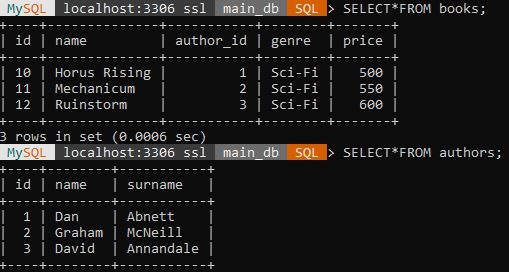 MySQL localhost:3306 ssl main_db SQL > SELECT*FROM books;
+----+--------------+-----------+--------+-------+
| id | name         | author_id | genre  | price |
+----+--------------+-----------+--------+-------+
| 10 | Horus Rising |         1 | Sci-Fi |   500 |
| 11 | Mechanicum   |         2 | Sci-Fi |   550 |
| 12 | Ruinstorm    |         3 | Sci-Fi |   600 |
+----+--------------+-----------+--------+-------+
3 rows in set (0.0006 sec)
MySQL localhost:3306 ssl main_db SQL > SELECT*FROM authors;
+----+--------+-----------+
| id | name   | surname   |
+----+--------+-----------+
|  1 | Dan    | Abnett    |
|  2 | Graham | McNeill   |
|  3 | David  | Annandale |
+----+--------+-----------+